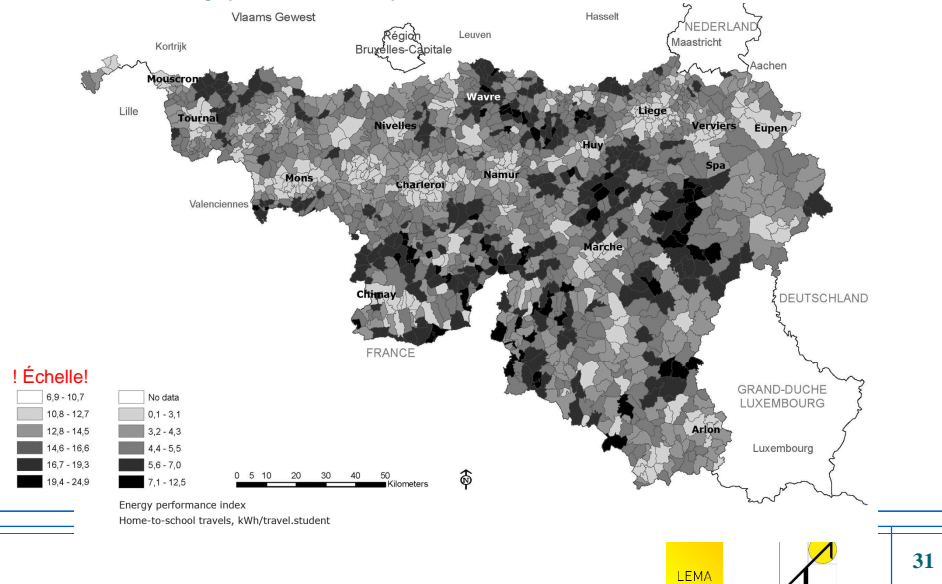 Vlaams Gewest
Hasselt
NEDERLAND
Région
Bruxelles-Capitale
Leuven
Maastricht
Kortrijk
Aachen
Mouscron
Wavre
Lille
Tournai
Nivelles
Liege
Verviers
Eupen
Huy
Spa
Mons
Charleroi
Namur
Valenciennes
Marche
Chimay
DEUTSCHLAND
FRANCE
! Échelle!
6,9 - 10,7
10,8 - 12,7
12,8 - 14,5
14,6 - 16,6
16,7 - 19,3
19,4 - 24,9
No data
0,1 - 3,1
3,2 - 4,3
4,4 - 5,5
5,6 - 7,0
7,1 - 12,5
GRAND-DUCHE
LUXEMBOURG
Arlon
Luxembourg
0 5 10 20 30 40 50
Kilometers
N
Energy performance index
Home-to-school travels, kWh/travel.student
31
LEMA